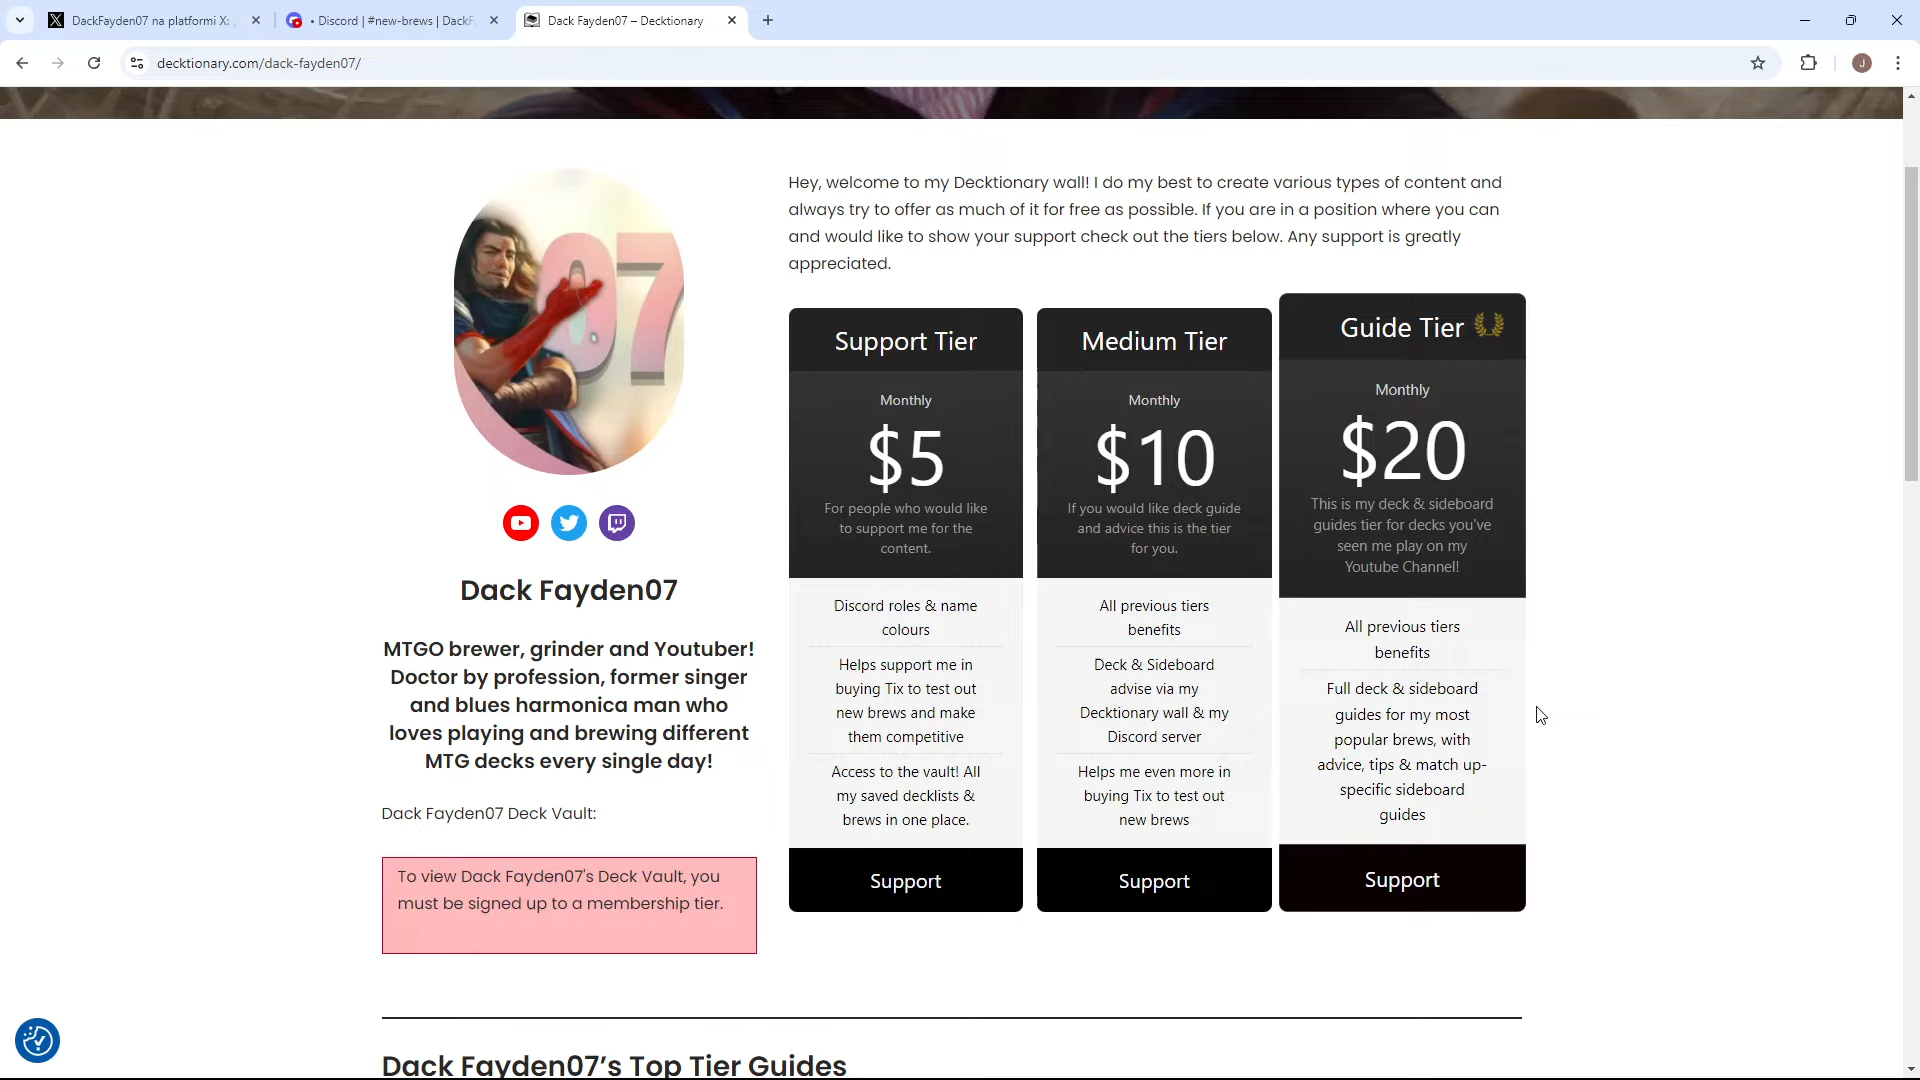 DackFayden07 na platformi X:
• Discord | #new-brews | DackF
Dack Fayden07 – Decktionary
decktionary.com/dack-fayden07/
J
Hey, welcome to my Decktionary wall! I do my best to create various types of content and
always try to offer as much of it for free as possible. If you are in a position where you can
and would like to show your support check out the tiers below. Any support is greatly
appreciated.
07
Dack Fayden07
MTGO brewer, grinder and Youtuber!
Doctor by profession, former singer
and blues harmonica man who
loves playing and brewing different
MTG decks every single day!
Dack Fayden07 Deck Vault:
To view Dack Fayden07's Deck Vault, you
must be signed up to a membership tier.
Support Tier
Monthly
$5
For people who would like
to support me for the
content.
Discord roles & name
colours
Helps support me in
buying Tix to test out
new brews and make
them competitive
Access to the vault! All
my saved decklists &
brews in one place.
Support
Medium Tier
Monthly
$10
If you would like deck guide
and advice this is the tier
for you.
All previous tiers
benefits
Deck & Sideboard
advise via my
Decktionary wall & my
Discord server
Helps me even more in
buying Tix to test out
new brews
Support
Guide Tier
Monthly
$20
This is my deck & sideboard
guides tier for decks you've
seen me play on my
Youtube Channel!
All previous tiers
benefits
Full deck & sideboard
guides for my most
popular brews, with
advice, tips & match up-
specific sideboard
guides
Support
Dack Fayden07's Top Tier Guides